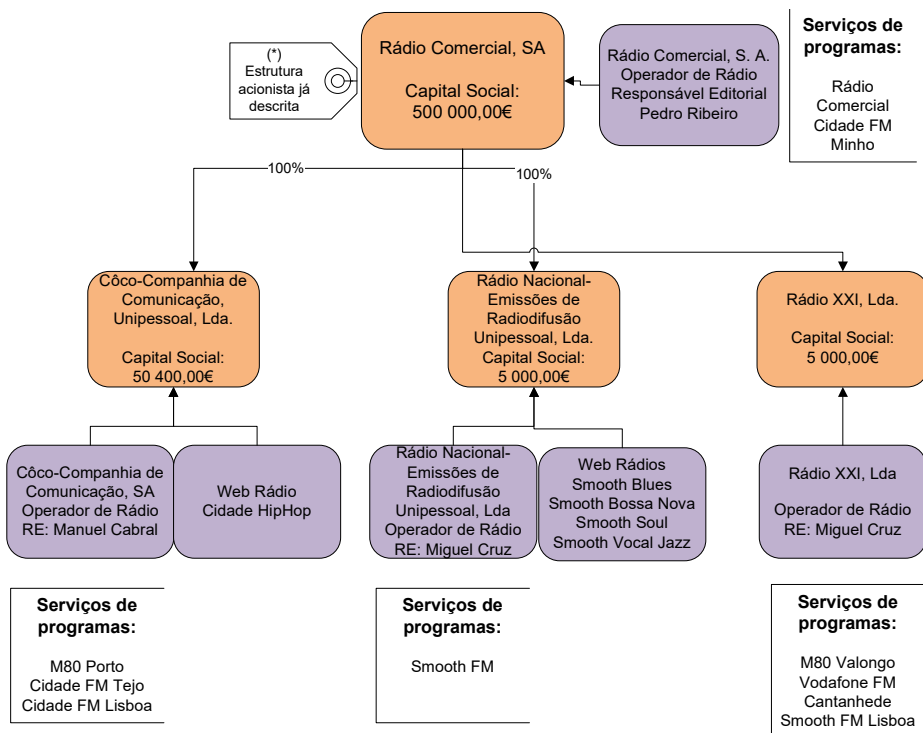 (*)
Estrutura
acionista já
descrita
Rádio Comercial, SA
Capital Social:
500 000,00€
Rádio Comercial, S. A.
Operador de Rádio
Responsável Editorial
Pedro Ribeiro
Serviços de
programas:
Rádio
Comercial
Cidade FM
Minho
100%
100%
Côco-Companhia de
Comunicação,
Unipessoal, Lda.
Capital Social:
50 400,00€
Rádio Nacional-
Emissões de
Radiodifusão
Unipessoal, Lda.
Capital Social:
5 000,00€
Rádio XXI, Lda.
Capital Social:
5 000,00€
Côco-Companhia de
Comunicação, SA
Operador de Rádio
RE: Manuel Cabral
Web Rádio
Cidade HipHop
Rádio Nacional-
Emissões de
Radiodifusão
Unipessoal, Lda
Operador de Rádio
RE: Miguel Cruz
Web Rádios
Smooth Blues
Smooth Bossa Nova
Smooth Soul
Smooth Vocal Jazz
Rádio XXI, Lda
Operador de Rádio
RE: Miguel Cruz
Serviços de
programas:
M80 Porto
Cidade FM Tejo
Cidade FM Lisboa
Serviços de
programas:
Smooth FM
Serviços de
programas:
M80 Valongo
Vodafone FM
Cantanhede
Smooth FM Lisboa